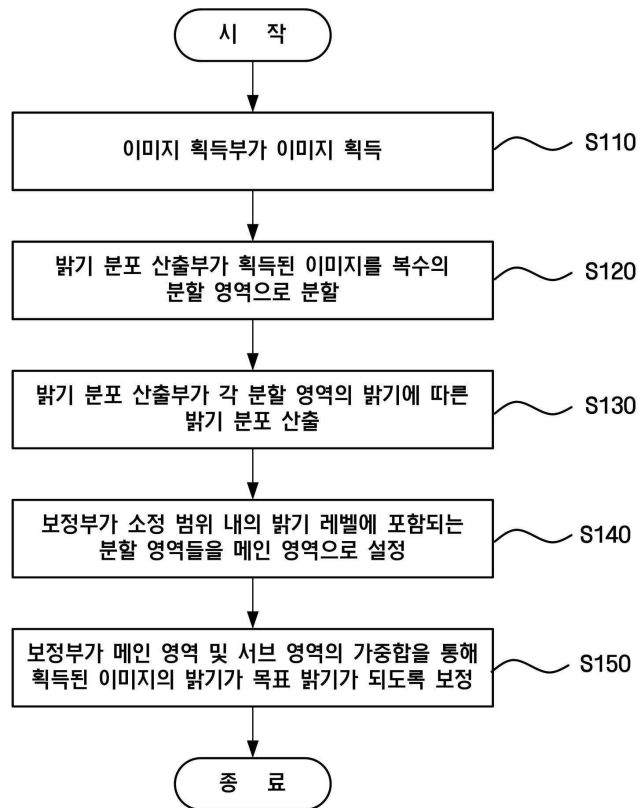 시 작
이미지 획득부가 이미지 획득
S110
밝기 분포 산출부가 획득된 이미지를 복수의
분할 영역으로 분할
S120
밝기 분포 산출부가 각 분할 영역의 밝기에 따른
밝기 분포 산출
S130
보정부가 소정 범위 내의 밝기 레벨에 포함되는
분할 영역들을 메인 영역으로 설정
S140
보정부가 메인 영역 및 서브 영역의 가중합을 통해
획득된 이미지의 밝기가 목표 밝기가 되도록 보정
S150
종 료